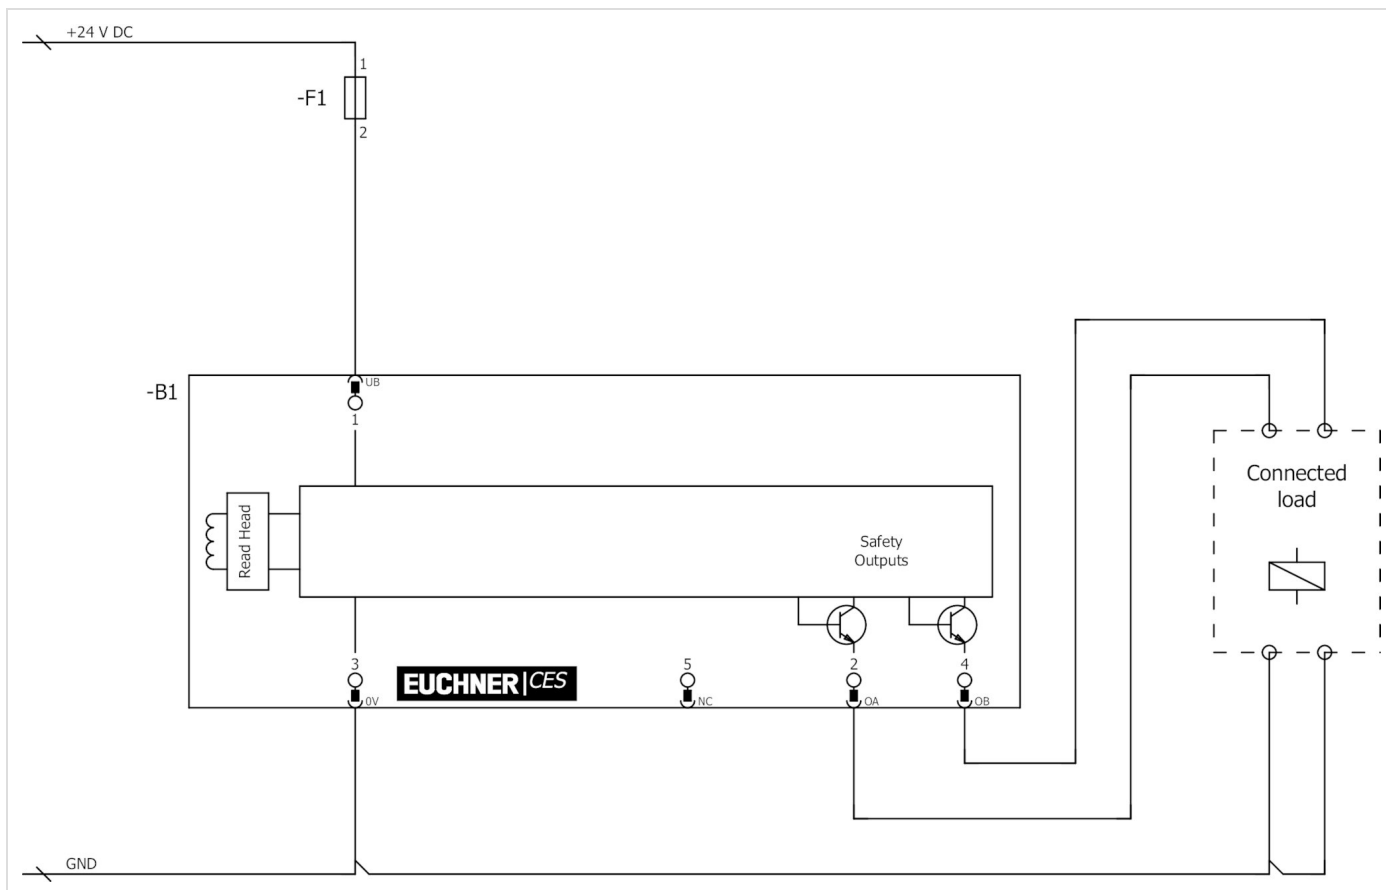 +24 V DC
1
-F1
2
-B1
UB
1
Connected
load
Read Head
Safety
Outputs
3
5
2
4
EUCHNER|CES
0V
NC
OA
OB
GND